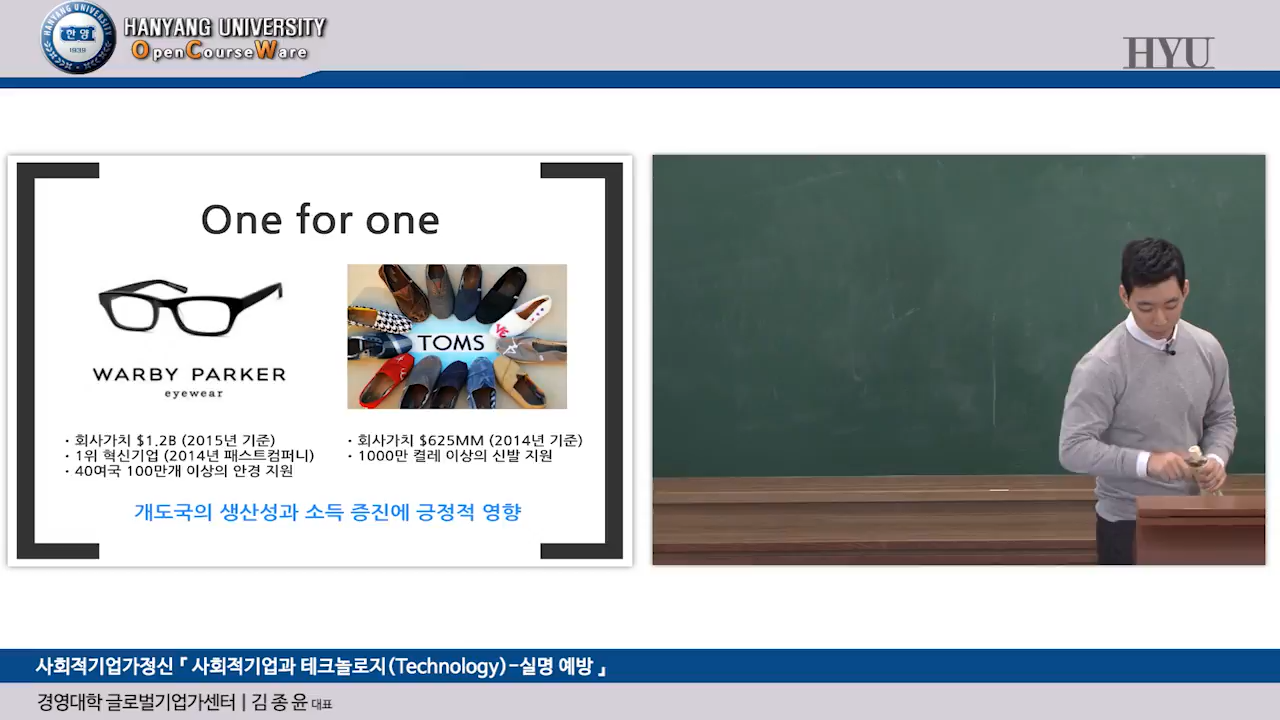 HANYANG UNIVERSITY
OpenCourseWare
HANYANG UNIVERSITY
한양
1939
HYU
One for one
WARBY PARKER
eyewear
TOMS
• 회사가치 $1.2B (2015년 기준)
• 1위 혁신기업 (2014년 패스트컴퍼니)
• 40여국 100만개 이상의 안경 지원
• 회사가치 $625MM (2014년 기준)
• 1000만 컬레 이상의 신발 지원
개도국의 생산성과 소득 증진에 긍정적 영향
사회적기업가정신『 사회적기업과 테크놀로지(Technology)-실명 예방 』
경영대학 글로벌기업가센터 | 김 종 윤 대표